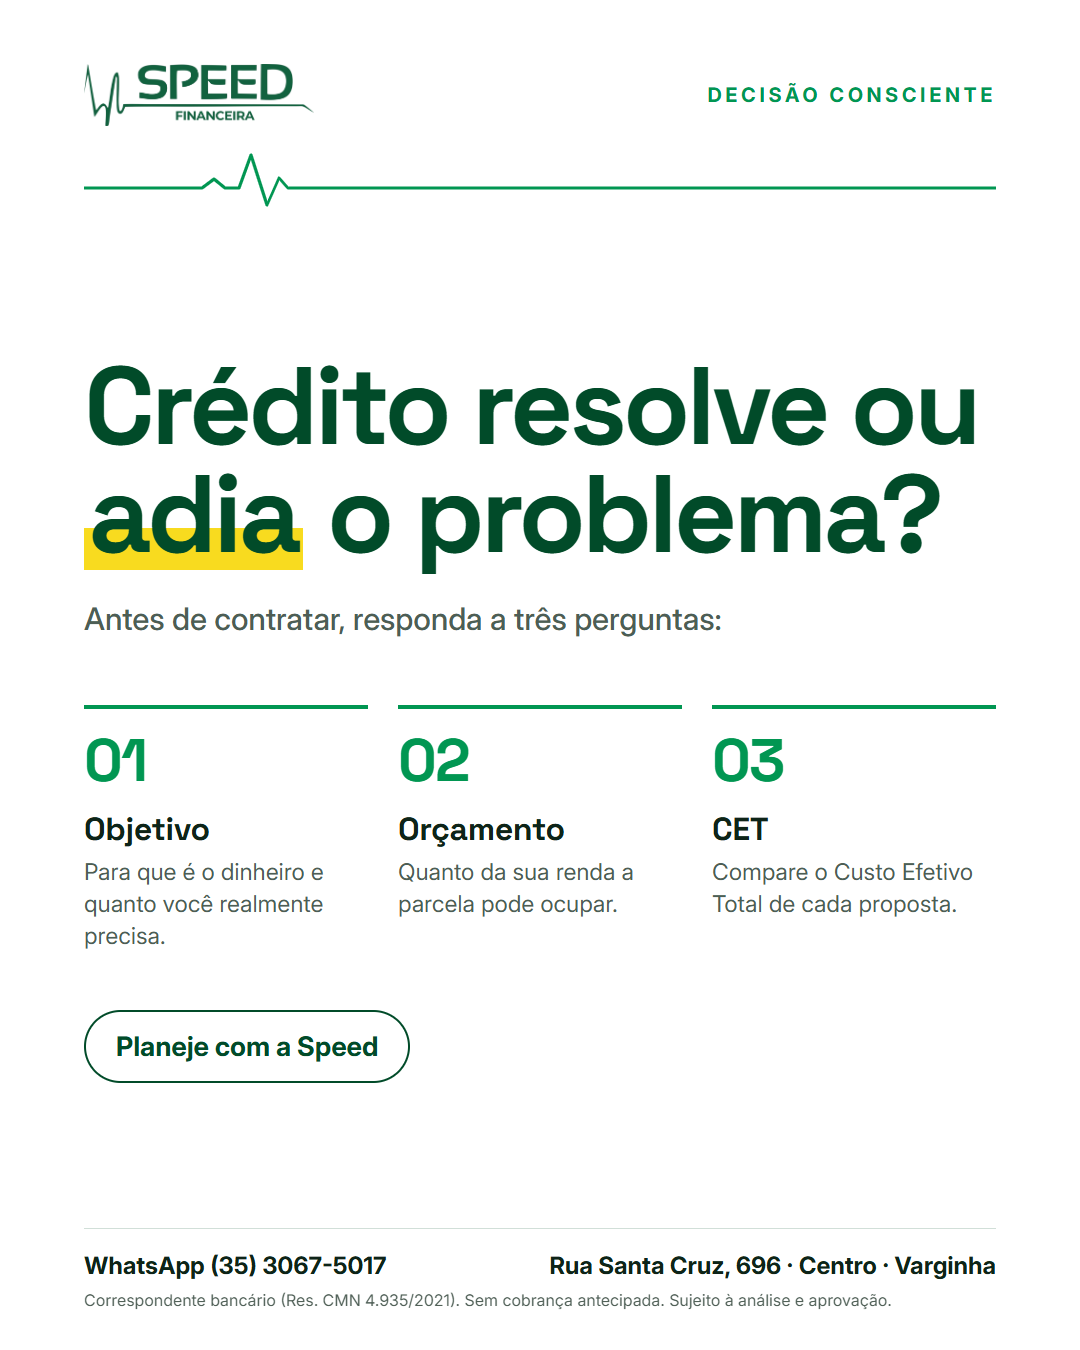 SPEED
FINANCEIRA
DECISÃO CONSCIENTE
Crédito resolve ou
adia o problema?
Antes de contratar, responda a três perguntas:
01
Objetivo
Para que é o dinheiro e
quanto você realmente
precisa.
02
Orçamento
Quanto da sua renda a
parcela pode ocupar.
03
CET
Compare o Custo Efetivo
Total de cada proposta.
Planeje com a Speed
WhatsApp (35) 3067-5017
Rua Santa Cruz, 696 · Centro · Varginha
Correspondente bancário (Res. CMN 4.935/2021). Sem cobrança antecipada. Sujeito à análise e aprovação.